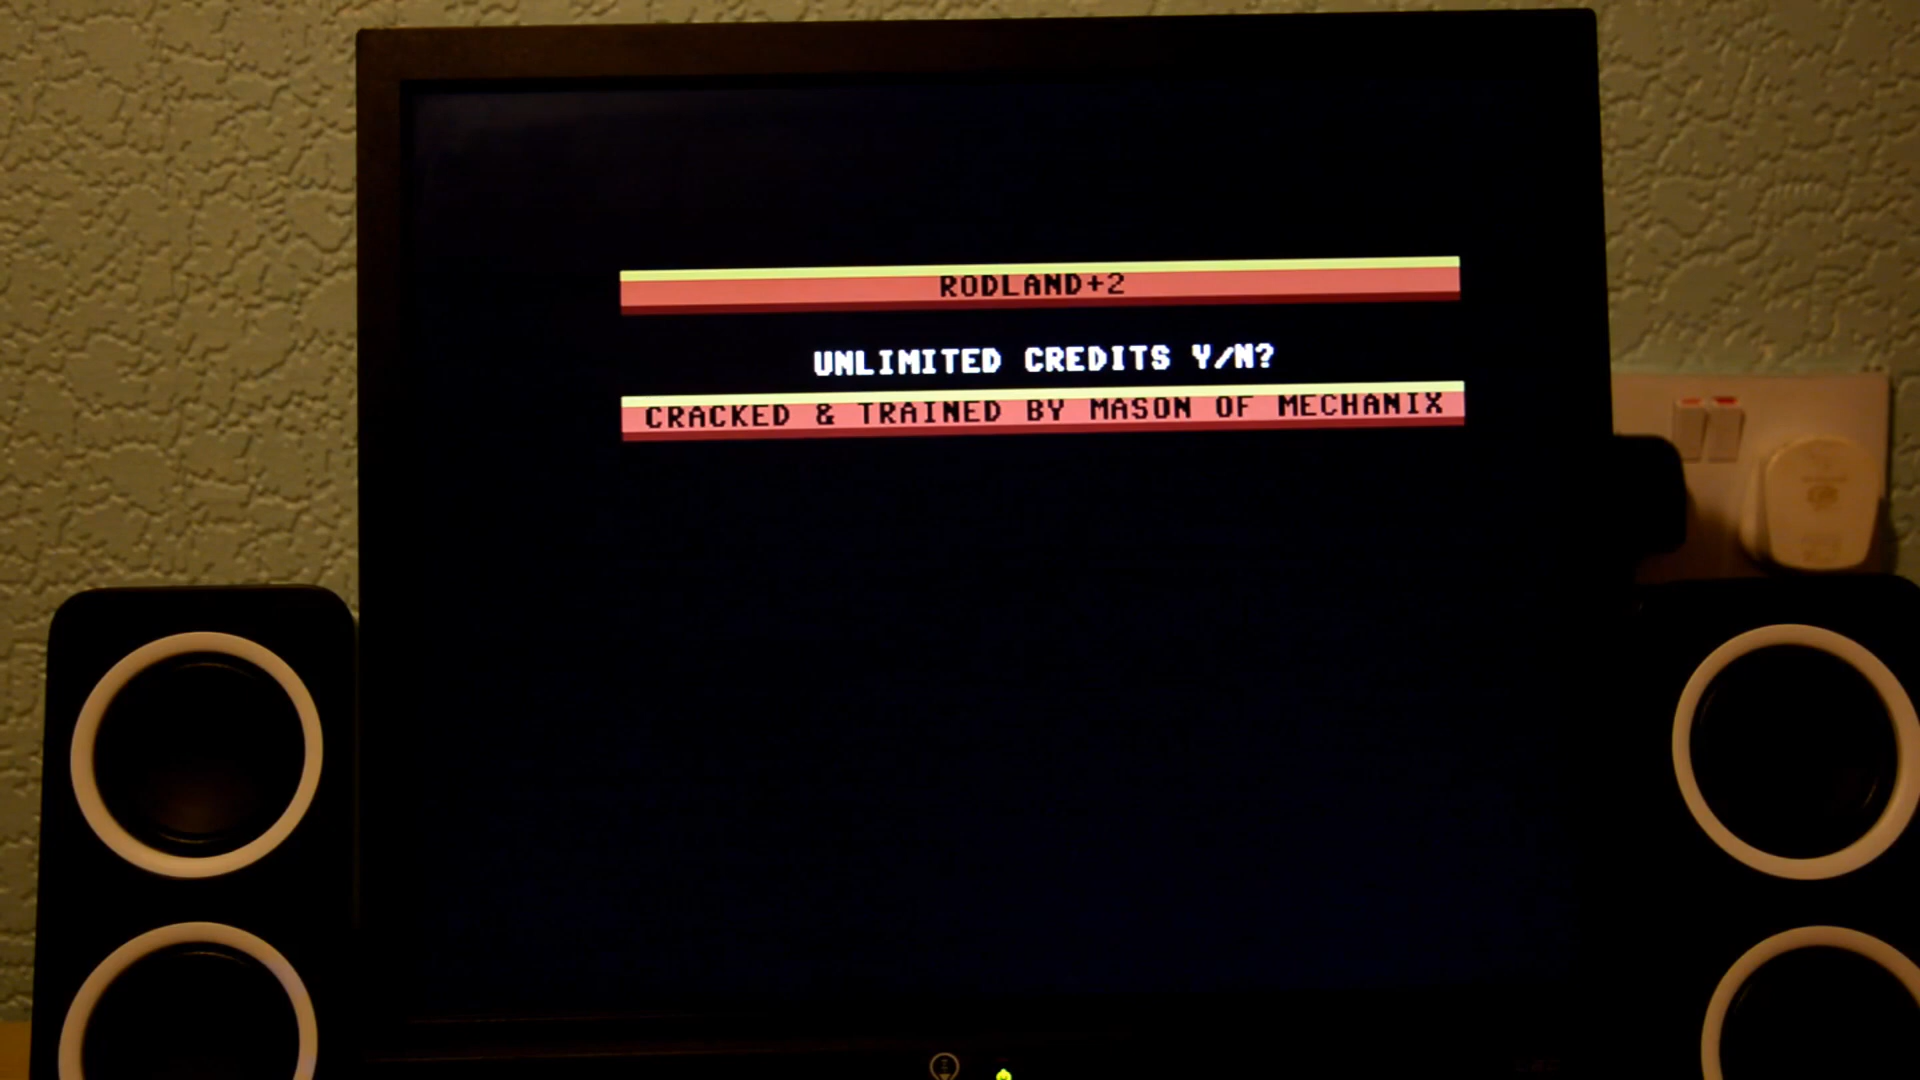 RODLAND+2
UNLIMITED CREDITS Y/N?
CRACKED & TRAINED BY MASON OF MECHANIX